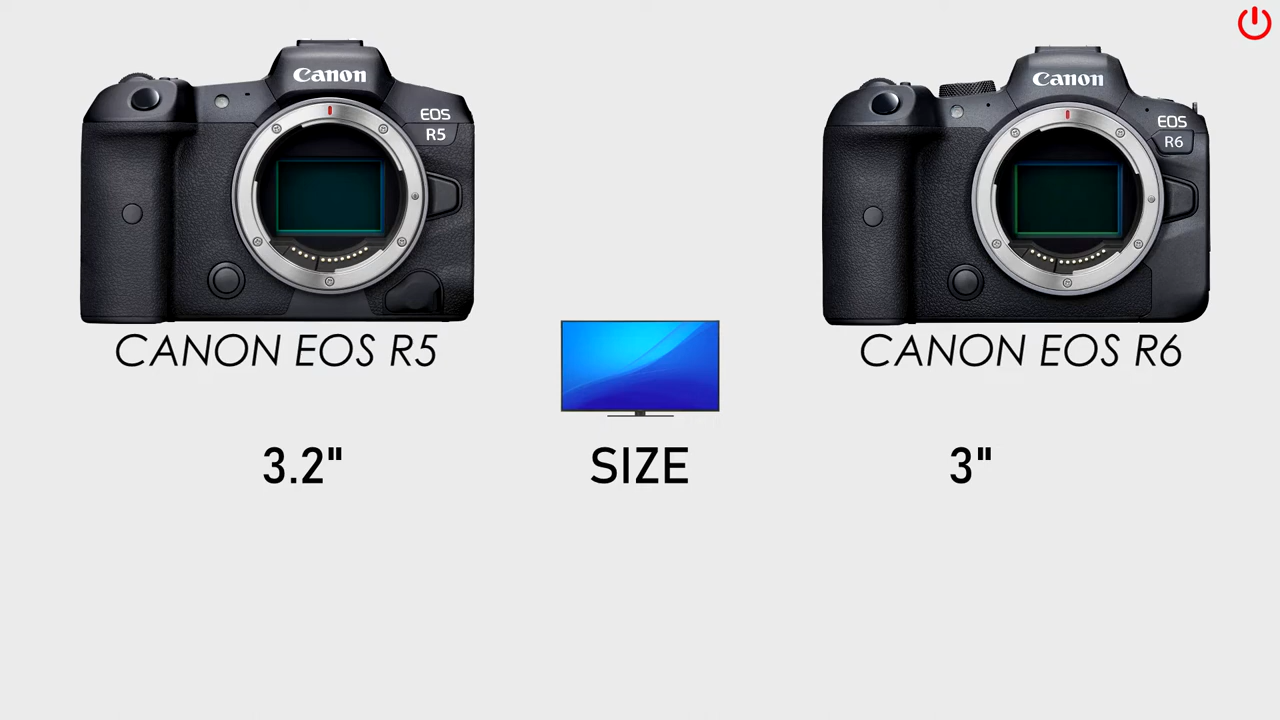 Canon
EOS
R5
Canon
EOS
R6
CANON EOS R5
CANON EOS R6
3.2"
SIZE
3"